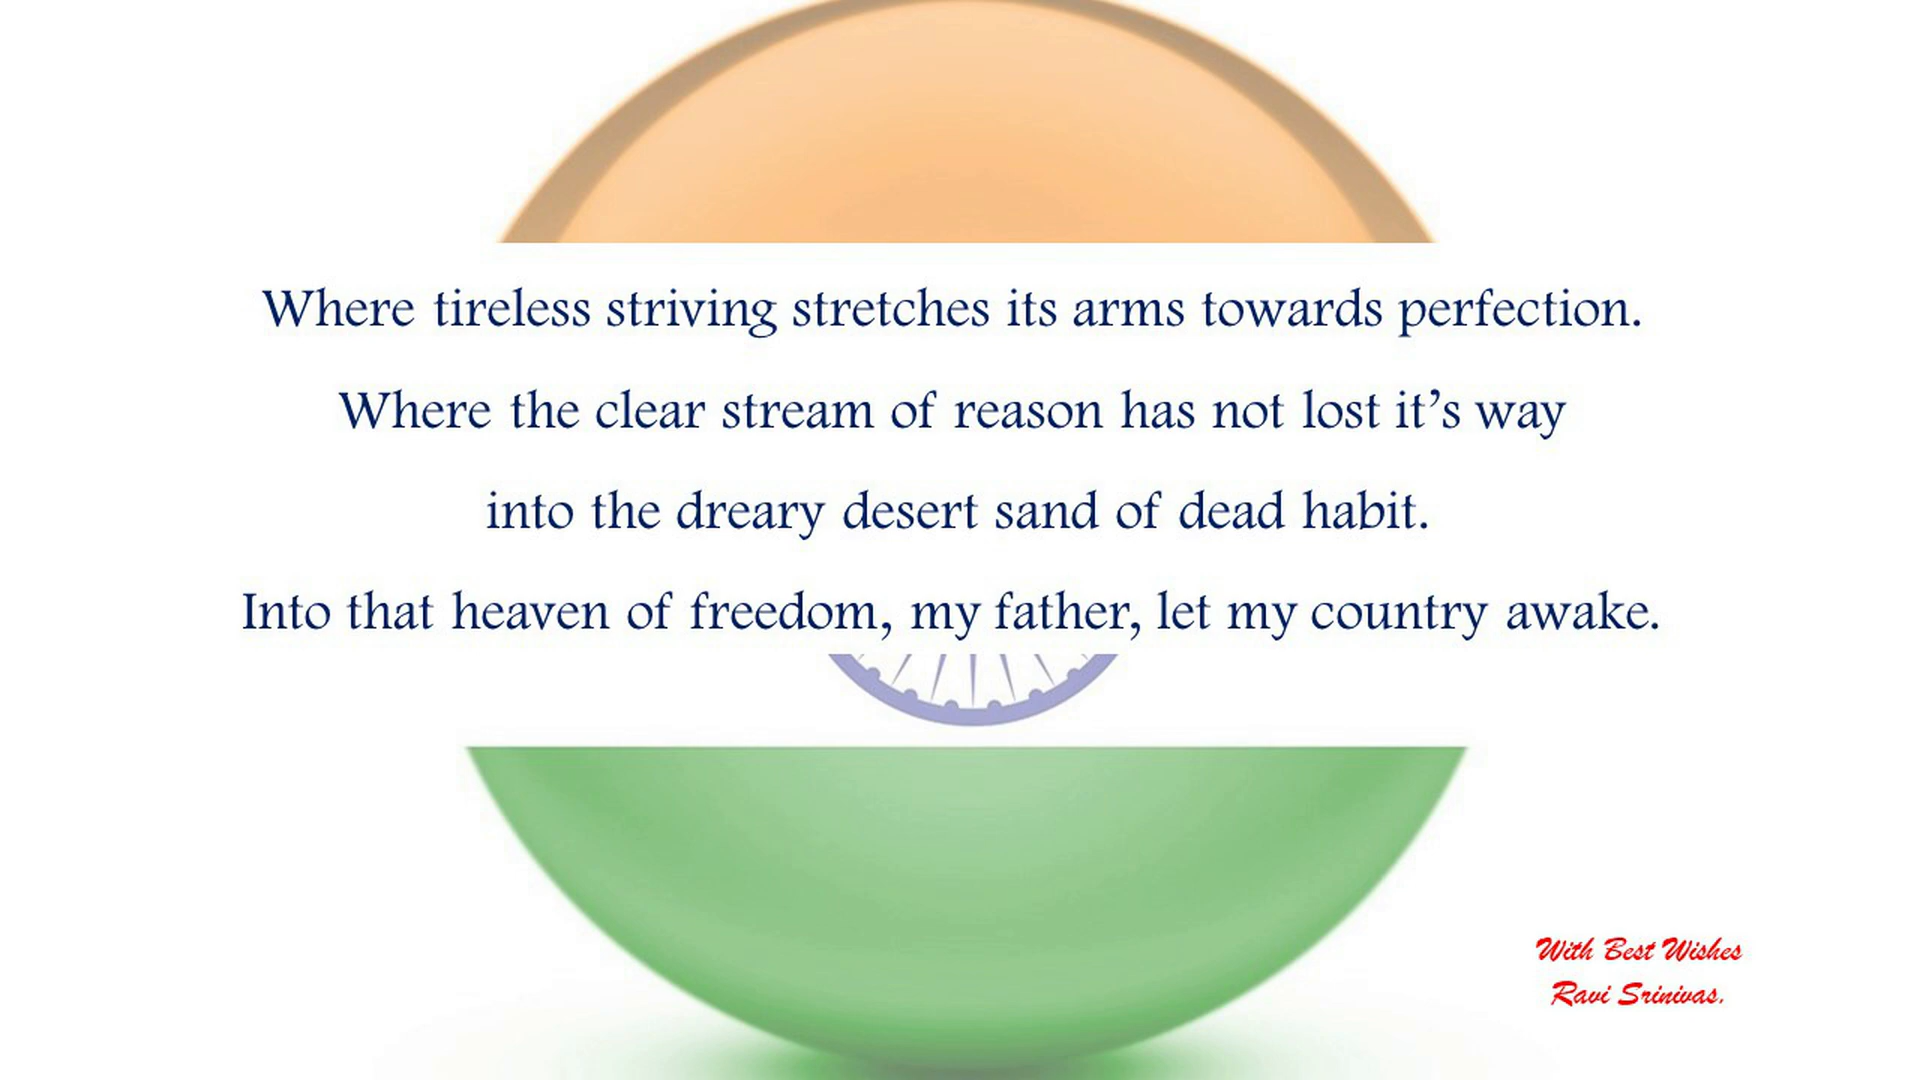 Where tireless striving stretches its arms towards perfection.
Where the clear stream of reason has not lost it’s way
into the dreary desert sand of dead habit.
Into that heaven of freedom, my father, let my country awake.
With Best Wishes
Ravi Srinivas.